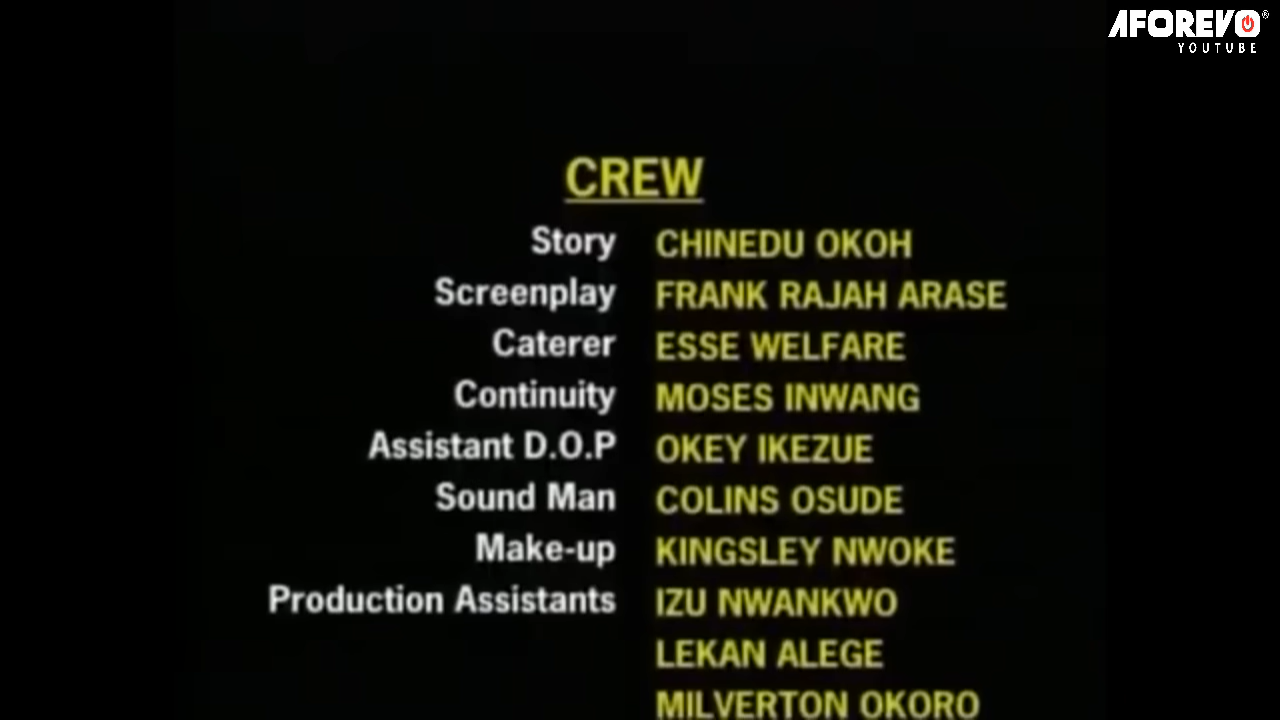 AFOREVO®
YOUTUBE
CREW
Story CHINEDU OKOH
Screenplay FRANK RAJAH ARASE
Caterer ESSE WELFARE
Continuity MOSES INWANG
Assistant D.O.P OKEY IKEZUE
Sound Man COLINS OSUDE
Make-up KINGSLEY NWOKE
Production Assistants IZU NWANKWO
LEKAN ALEGE
MILVERTON OKORO